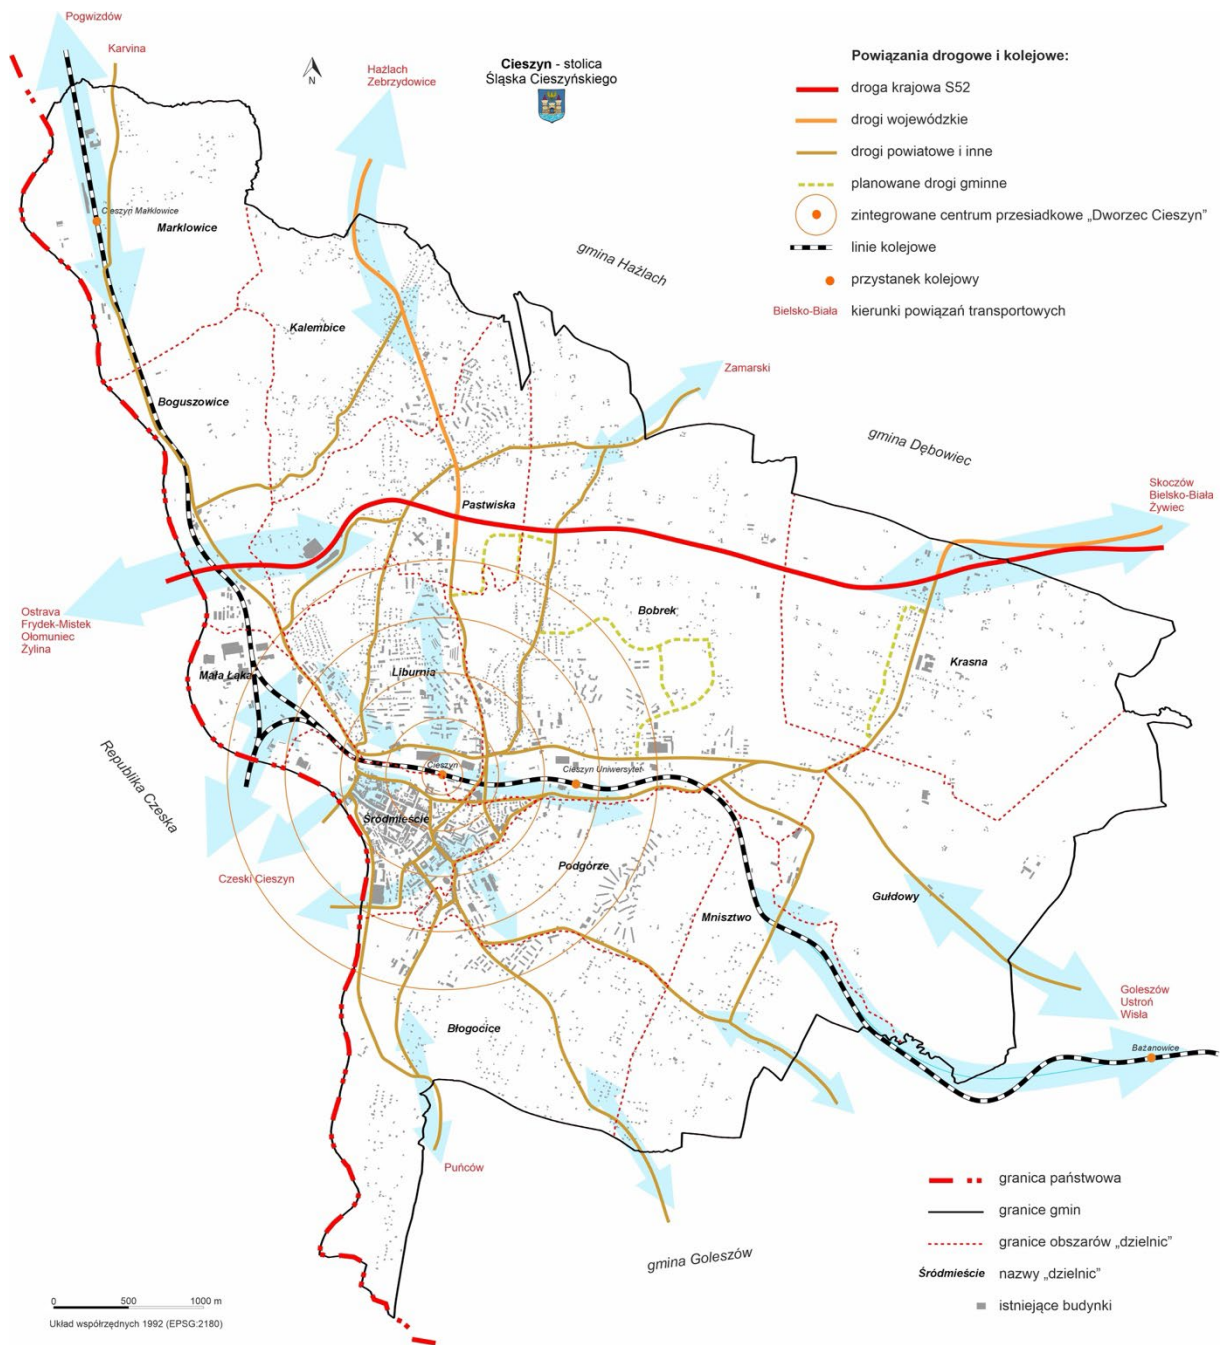 Pogwizdów
Karvina
Hażlach
Zebrzydowice
N
Cieszyn - stolica
Śląska Cieszyńskiego
Powiązania drogowe i kolejowe:
droga krajowa S52
drogi wojewódzkie
drogi powiatowe i inne
planowane drogi gminne
zintegrowane centrum przesiadkowe „Dworzec Cieszyn”
linie kolejowe
przystanek kolejowy
Bielsko-Biała kierunki powiązań transportowych
Cieszyn Małklowice
Marklowice
gmina Hażlach
Kalembice
Zamarski
Boguszowice
gmina Dębowiec
Skoczów
Bielsko-Biała
Żywiec
Pastwiska
Ostrava
Frydek-Mistek
Ołomuniec
Żylina
Bobrek
Krasna
Mała Łąka
Liburnia
Republika Czeska
Cieszyn
Cieszyn Uniwersytet
Śródmieście
Podgórze
Czeski Cieszyn
Mnisztwo
Gułdowy
Goleszów
Ustroń
Wisła
Błogocice
Bażanowice
Puńców
gmina Goleszów
granica państwowa
granice gmin
granice obszarów „dzielnic”
Śródmieście nazwy „dzielnic”
istniejące budynki
0 500 1000 m
Układ współrzędnych 1992 (EPSG:2180)